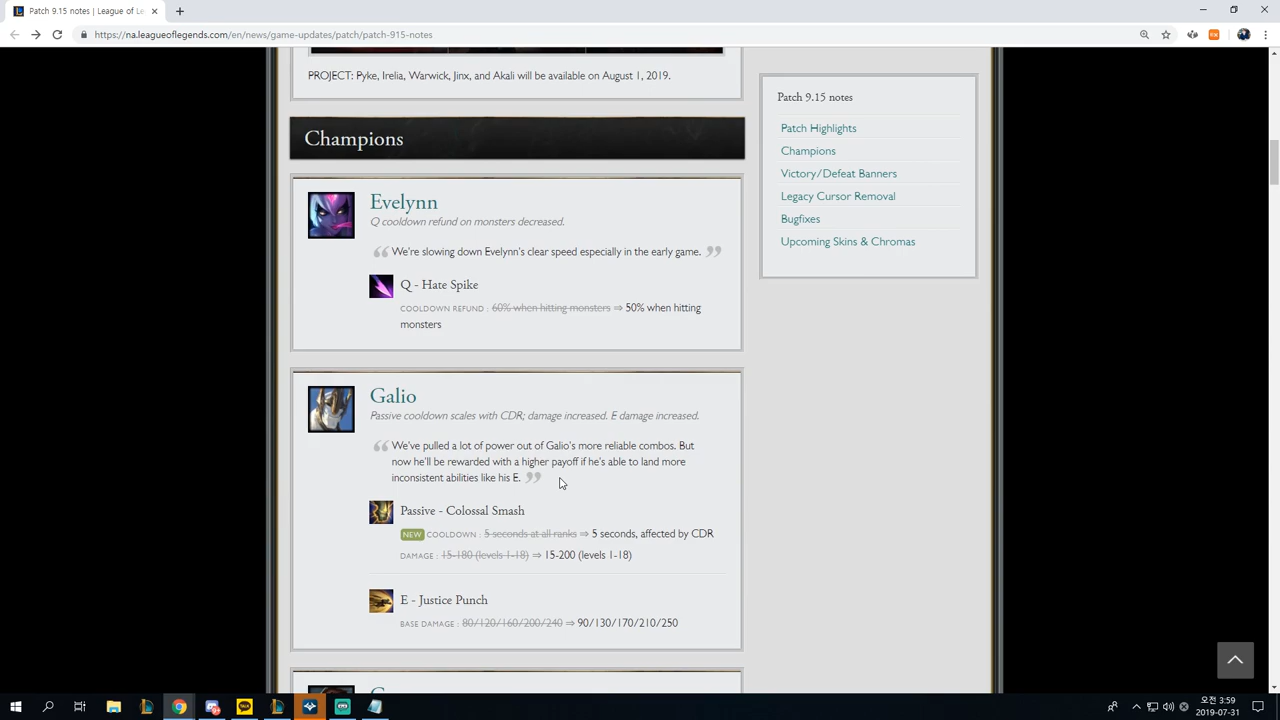 Patch 9.15 notes | League of Le
https://na.leagueoflegends.com/en/news/game-updates/patch/patch-915-notes
PROJECT: Pyke, Irelia, Warwick, Jinx, and Akali will be available on August 1, 2019.
Champions
Evelynn
Q cooldown refund on monsters decreased.
We're slowing down Evelynn's clear speed especially in the early game.
Q - Hate Spike
COOLDOWN REFUND : 60% when hitting monsters ⇒ 50% when hitting
monsters
Galio
Passive cooldown scales with CDR; damage increased. E damage increased.
We've pulled a lot of power out of Galio's more reliable combos. But
now he'll be rewarded with a higher payoff if he's able to land more
inconsistent abilities like his E.
Passive - Colossal Smash
NEW COOLDOWN : 5 seconds at all ranks ⇒ 5 seconds, affected by CDR
DAMAGE : 15-180 (levels 1-18) ⇒ 15-200 (levels 1-18)
E - Justice Punch
BASE DAMAGE : 80/120/160/200/240 ⇒ 90/130/170/210/250
Patch 9.15 notes
Patch Highlights
Champions
Victory/Defeat Banners
Legacy Cursor Removal
Bugfixes
Upcoming Skins & Chromas
TALK
오전 3:59
2019-07-31